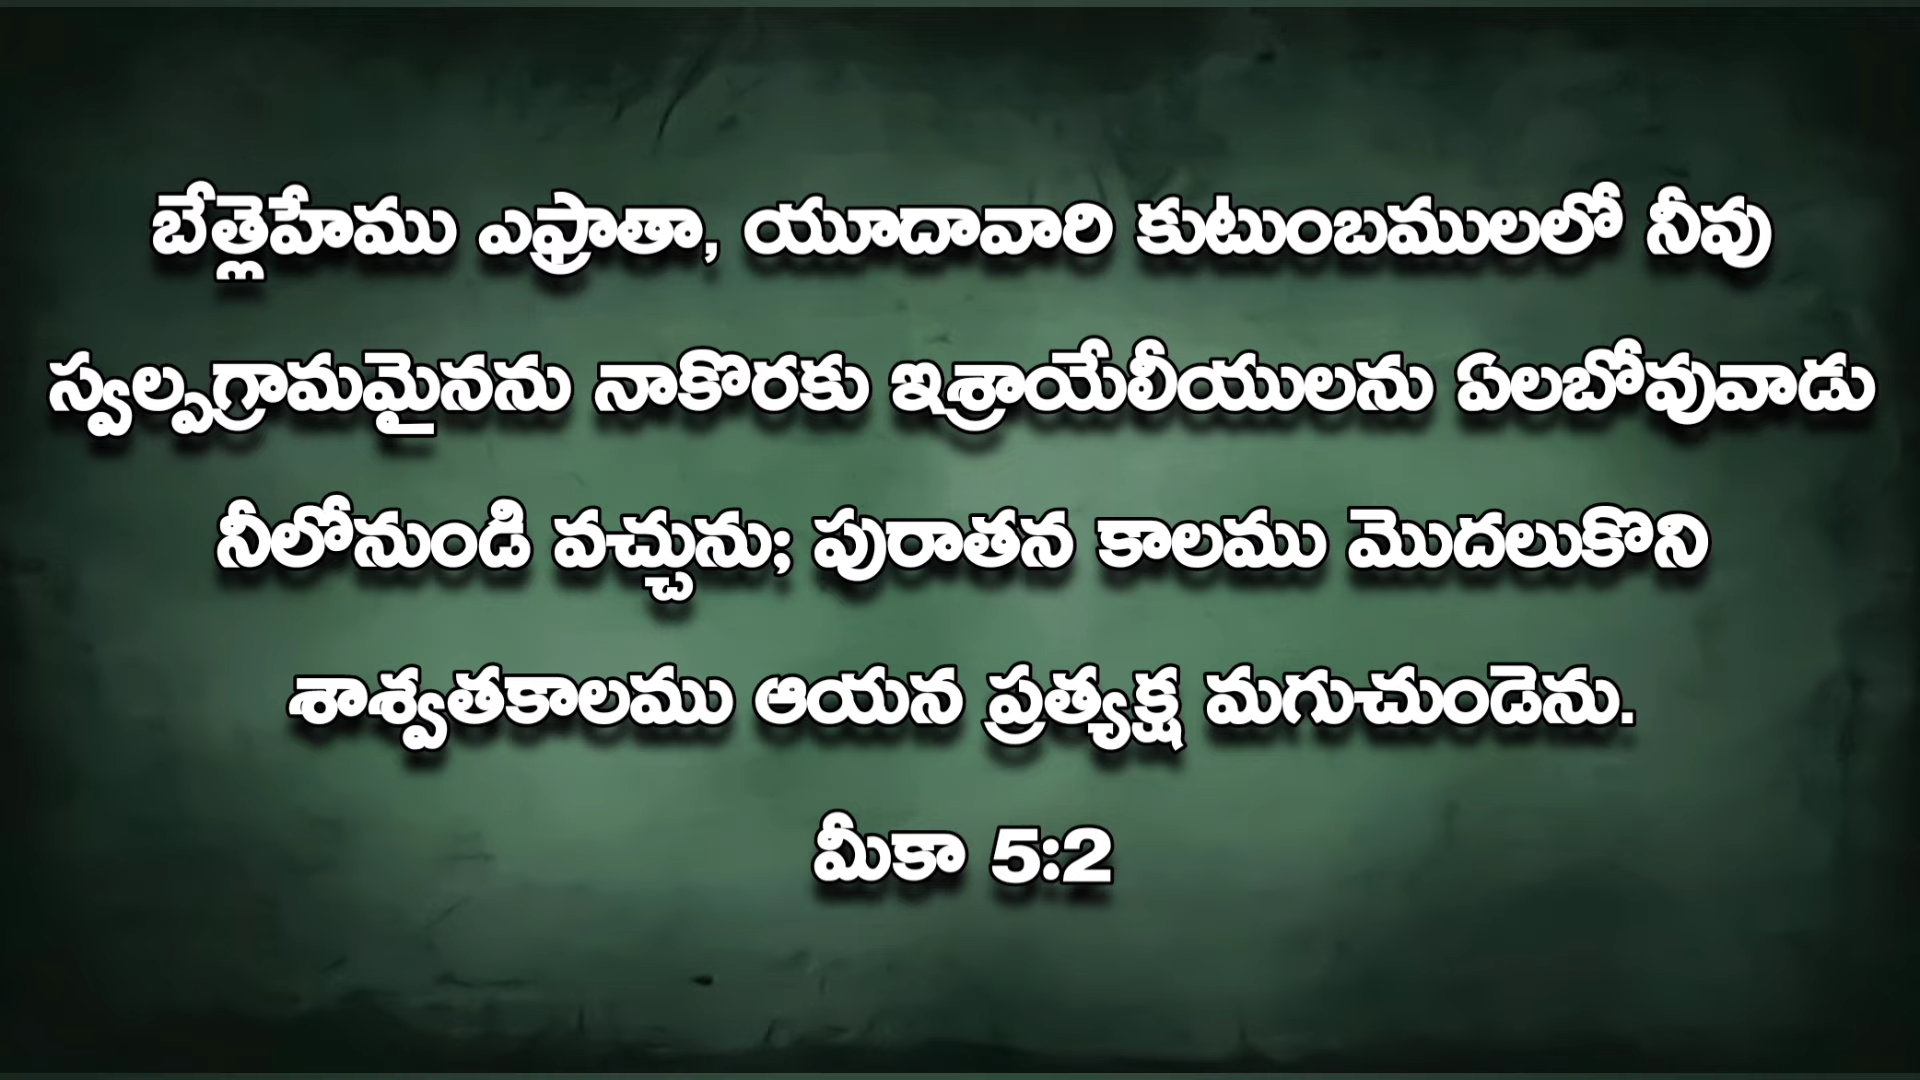 బేత్లెహేము ఎఫ్రాతా, యూదావారి కుటుంబములలో నీవు
స్వల్పగ్రామమైనను నాకొరకు ఇశ్రాయేలీయులను ఏలబోవువాడు
నీలోనుండి వచ్చును; పురాతన కాలము మొదలుకొని
శాశ్వతకాలము ఆయన ప్రత్యక్ష మగుచుండెను.
మీకా 5:2